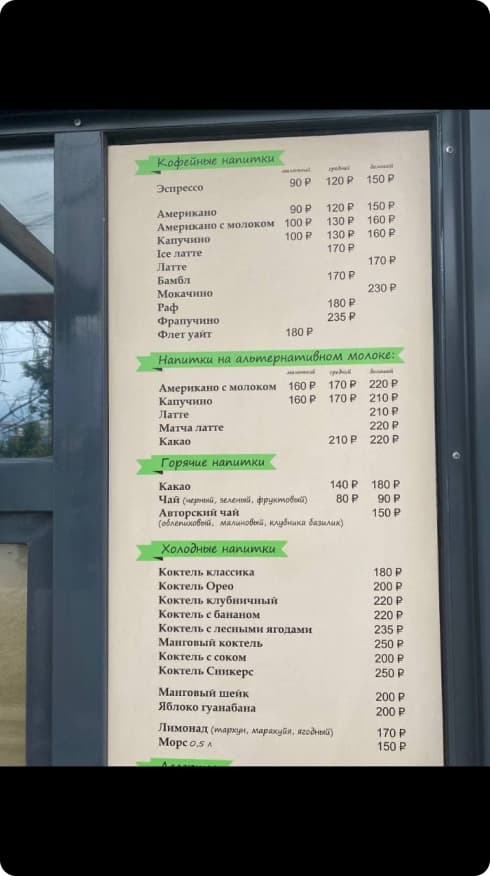 Кофейные напитки
маленький средний большой
Эспрессо 90 ₽ 120 ₽ 150 ₽
Американо 90 ₽ 120 ₽ 150 ₽
Американо с молоком 100 ₽ 130 ₽ 160 ₽
Капучино 100 ₽ 130 ₽ 160 ₽
Ice латте 170 ₽
Латте 170 ₽
Бамбл 170 ₽
Мокачино 230 ₽
Раф 180 ₽
Фрапучино 235 ₽
Флет уайт 180 ₽
Напитки на альтернативном молоке:
маленький средний большой
Американо с молоком 160 ₽ 170 ₽ 220 ₽
Капучино 160 ₽ 170 ₽ 210 ₽
Латте 210 ₽
Матча латте 220 ₽
Какао 210 ₽ 220 ₽
Горячие напитки
Какао 140 ₽ 180 ₽
Чай (черный, зеленый, фруктовый) 80 ₽ 90 ₽
Авторский чай 150 ₽
(облепиховый, малиновый, клубника базилик)
Холодные напитки
Коктель классика 180 ₽
Коктель Орео 200 ₽
Коктель клубничный 220 ₽
Коктель с бананом 220 ₽
Коктель с лесными ягодами 235 ₽
Манговый коктель 250 ₽
Коктель с соком 200 ₽
Коктель Сникерс 250 ₽
Манговый шейк 200 ₽
Яблоко гуанабана 200 ₽
Лимонад (тархун, маракуйя, ягодный) 170 ₽
Морс 0,5 л 150 ₽